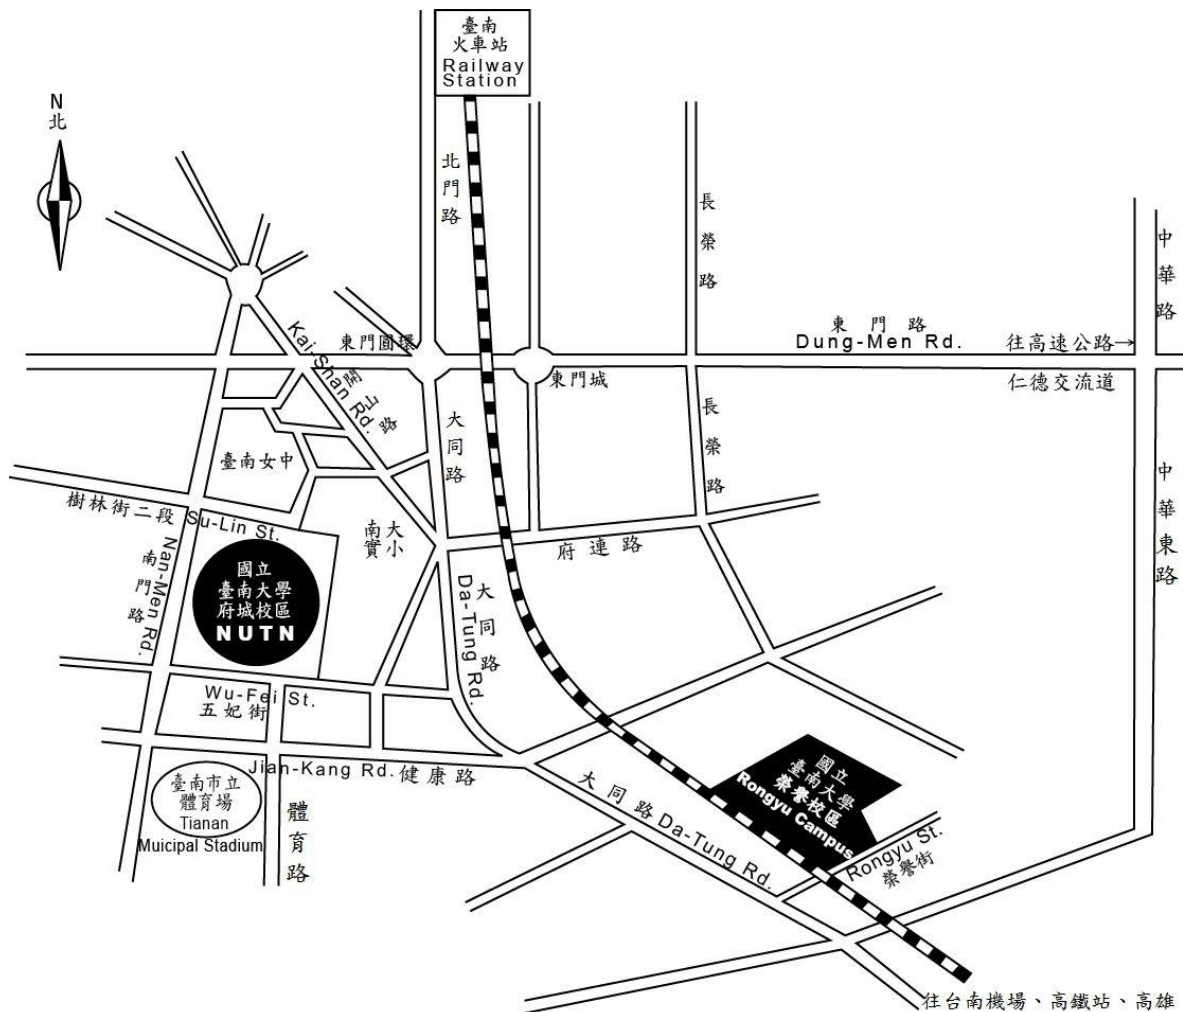 臺南
火車站
Railway
Station
N
北
北門路
長榮路
中華路
東門路
Dung-Men Rd.
往高速公路→
仁德交流道
東門圓環
東門城
Kai-Shan Rd.
開山路
大同路
長榮路
中華東路
臺南女中
樹林街二段
Su-Lin St.
南大
實小
府連路
Nan-Men Rd.
南門路
國立
臺南大學
府城校區
NUTN
Da-Tung Rd.
大同路
Wu-Fei St.
五妃街
Jian-Kang Rd.
健康路
臺南市立
體育場
Tianan
Muicipal Stadium
體育路
大同路
Da-Tung Rd.
國立
臺南大學
榮譽校區
Rongyu Campus
Rongyu St.
榮譽街
往台南機場、高鐵站、高雄